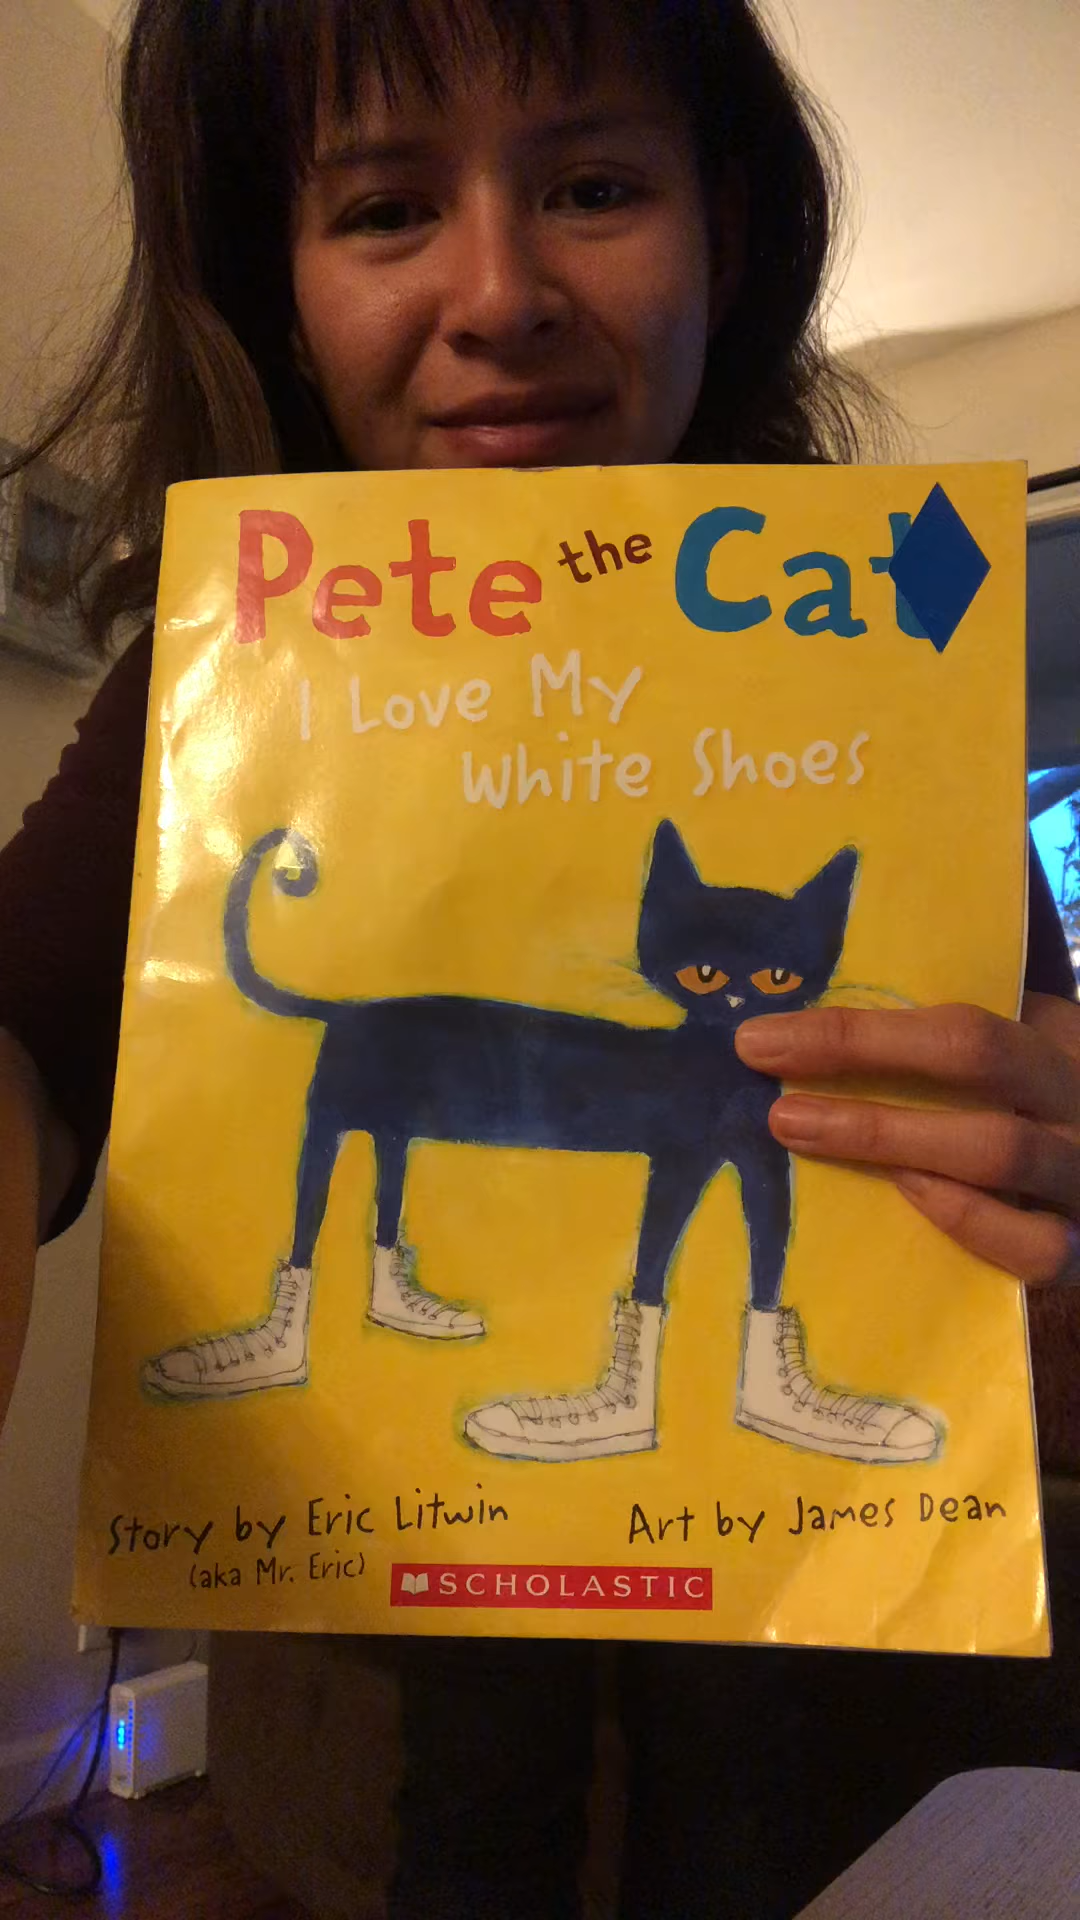 Pete the Cat
I Love My
White Shoes
Story by Eric Litwin
(aka Mr. Eric)
Art by James Dean
SCHOLASTIC